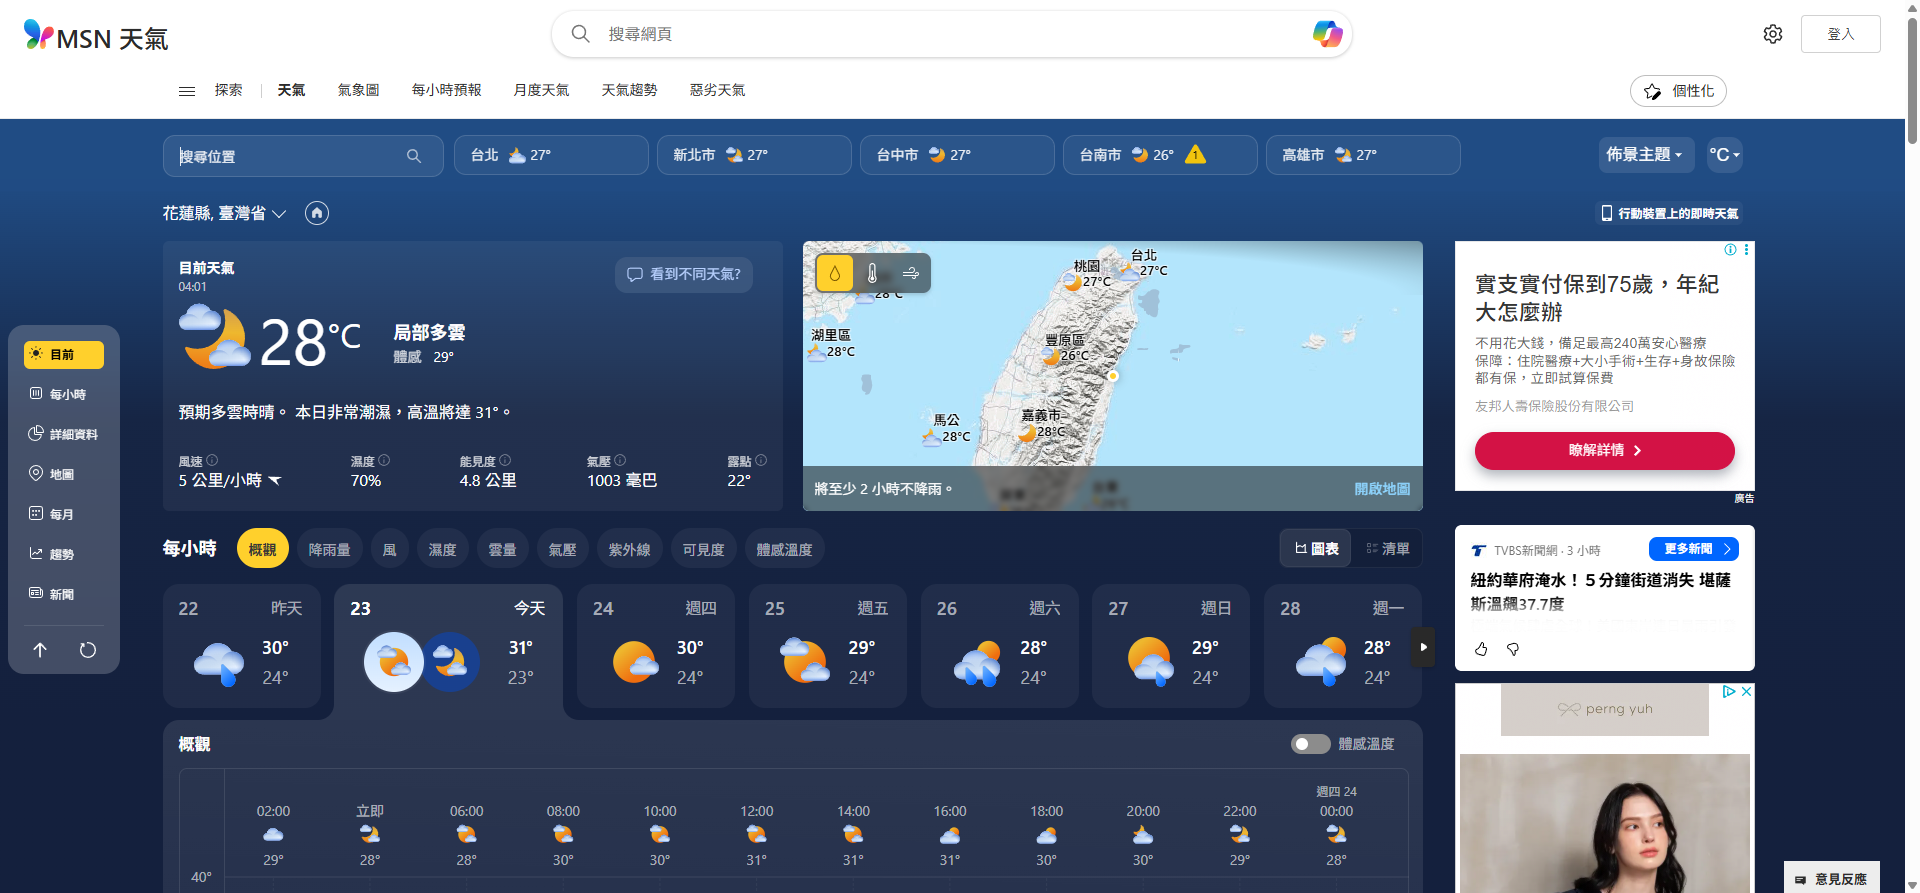 MSN 天氣
搜尋網頁
登入
探索
天氣
氣象圖
每小時預報
月度天氣
天氣趨勢
惡劣天氣
個性化
搜尋位置
台北 27°
新北市 27°
台中市 27°
台南市 26° 1
高雄市 27°
佈景主題
°C
花蓮縣, 臺灣省
行動裝置上的即時天氣
目前天氣
04:01
看到不同天氣?
28°C
局部多雲
體感 29°
預期多雲時晴。 本日非常潮濕，高溫將達 31°。
風速
5 公里/小時
濕度
70%
能見度
4.8 公里
氣壓
1003 毫巴
露點
22°
台北
27°C
桃園
27°C
28°C
湖里區
28°C
豐原區
26°C
馬公
28°C
嘉義市
28°C
將至少 2 小時不降雨。
開啟地圖
實支實付保到75歲，年紀
大怎麼辦
不用花大錢，備足最高240萬安心醫療
保障：住院醫療+大小手術+生存+身故保險
都有保，立即試算保費
友邦人壽保險股份有限公司
瞭解詳情
廣告
目前
每小時
詳細資料
地圖
每月
趨勢
新聞
每小時
概觀
降雨量
風
濕度
雲量
氣壓
紫外線
可見度
體感溫度
圖表
清單
22 昨天
30°
24°
23 今天
31°
23°
24 週四
30°
24°
25 週五
29°
24°
26 週六
28°
24°
27 週日
29°
24°
28 週一
28°
24°
TVBS新聞網 · 3 小時
更多新聞
紐約華府淹水！５分鐘街道消失 堪薩
斯溫飆37.7度
perng yuh
概觀
體感溫度
週四 24
02:00 立即 06:00 08:00 10:00 12:00 14:00 16:00 18:00 20:00 22:00 00:00
29° 28° 28° 30° 30° 31° 31° 31° 30° 30° 29° 28°
40°
意見反應